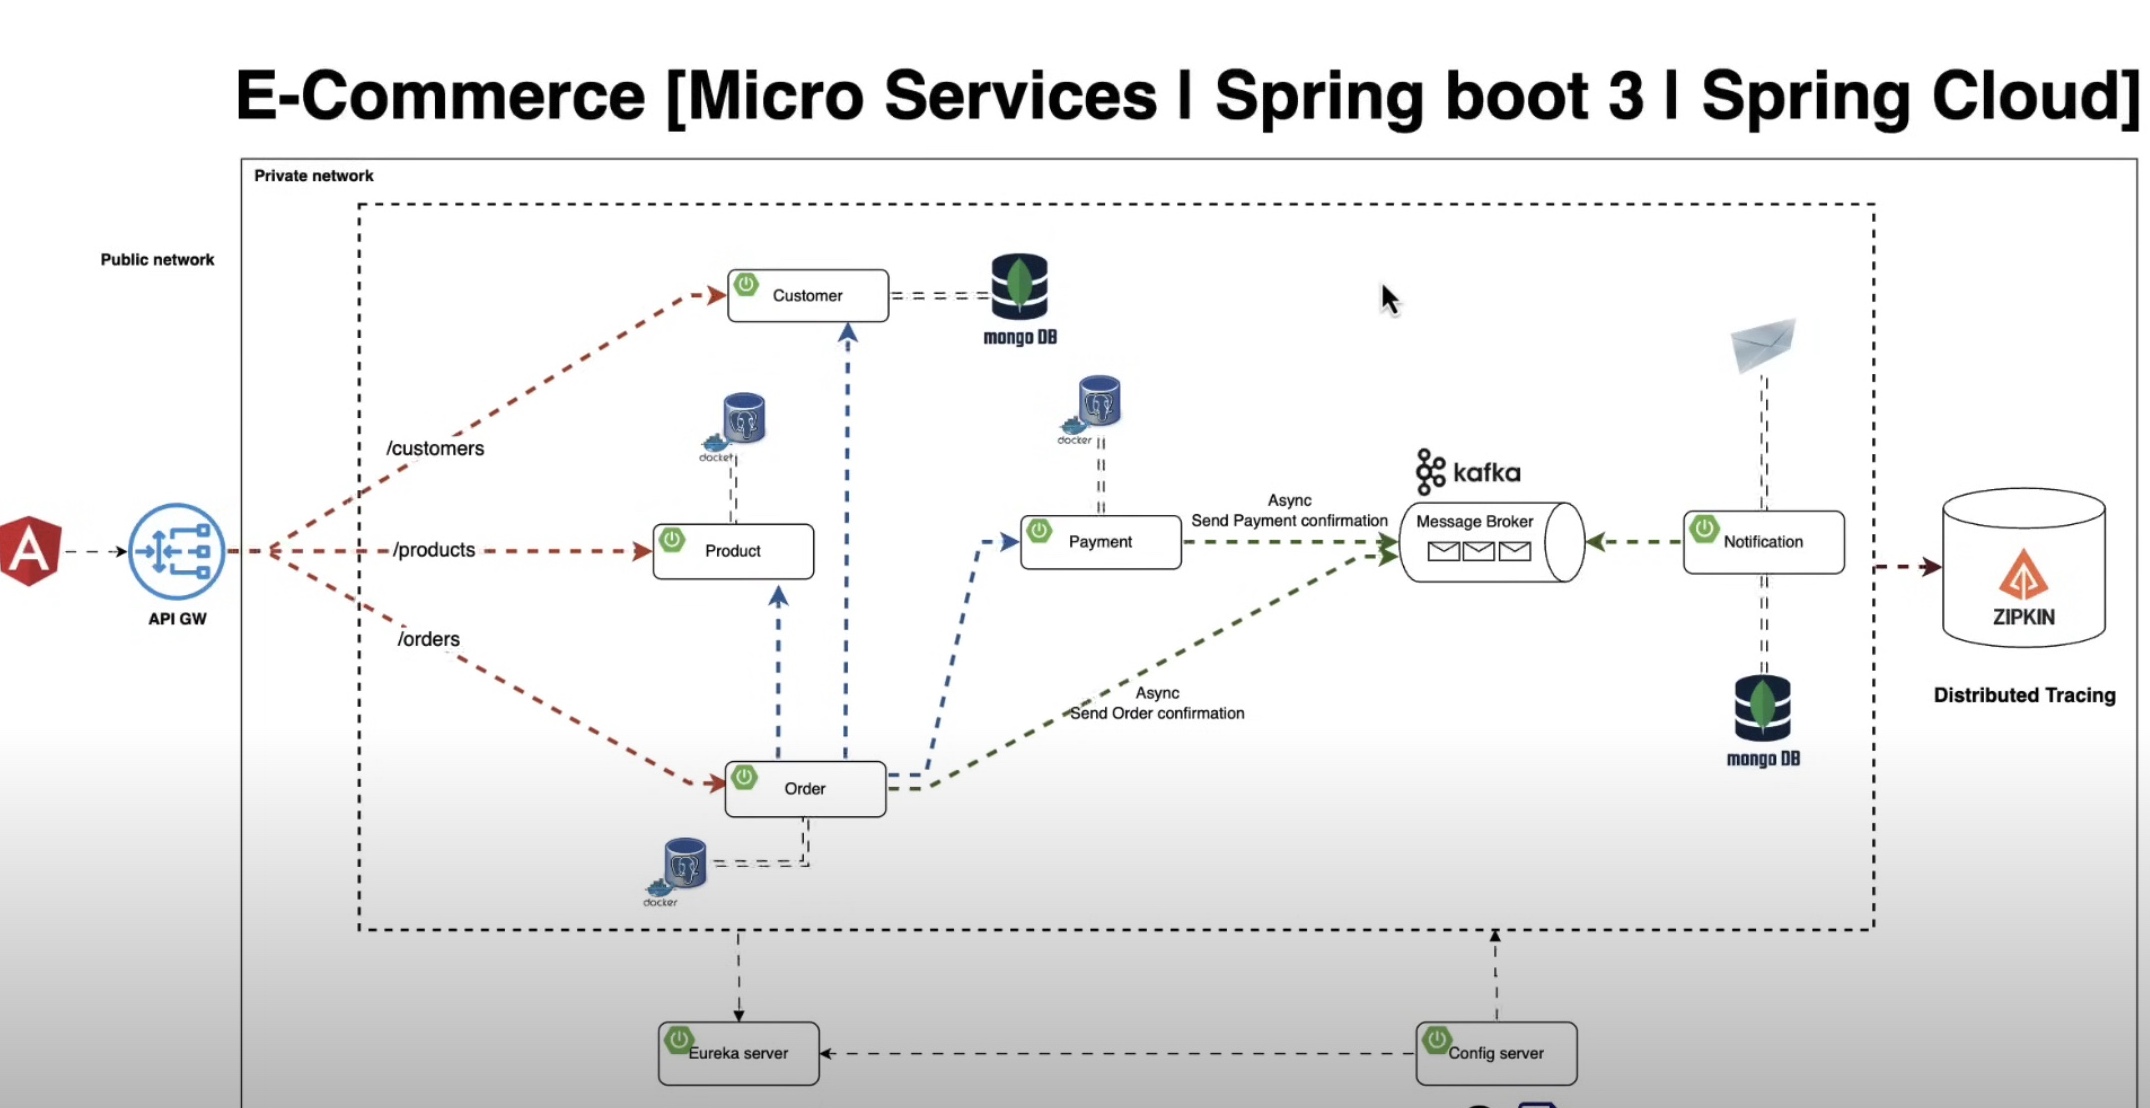 E-Commerce [Micro Services | Spring boot 3 | Spring Cloud]
Private network
Public network
Customer
mongo DB
/customers
docker
docker
kafka
Async
Send Payment confirmation
Message Broker
/products
Product
Payment
Notification
API GW
ZIPKIN
/orders
Distributed Tracing
Async
Send Order confirmation
mongo DB
Order
docker
Eureka server
Config server